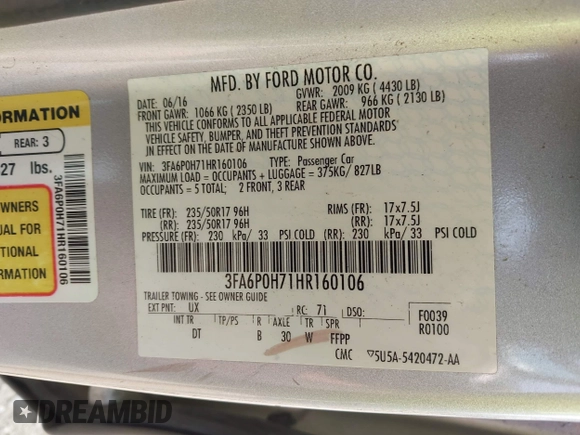 MFD. BY FORD MOTOR CO.
DATE: 06/16 GVWR: 2009 KG ( 4430 LB)
FRONT GAWR: 1066 KG ( 2350 LB) REAR GAWR: 966 KG ( 2130 LB)
THIS VEHICLE CONFORMS TO ALL APPLICABLE FEDERAL MOTOR
VEHICLE SAFETY, BUMPER, AND THEFT PREVENTION STANDARDS
IN EFFECT ON THE DATE OF MANUFACTURE SHOWN ABOVE.
VIN: 3FA6P0H71HR160106 TYPE: Passenger Car
MAXIMUM LOAD = OCCUPANTS + LUGGAGE = 375KG/ 827LB
OCCUPANTS = 5 TOTAL; 2 FRONT, 3 REAR
TIRE (FR): 235/50R17 96H RIMS (FR): 17x7.5J
(RR): 235/50R17 96H (RR): 17x7.5J
PRESSURE (FR): 230 kPa/ 33 PSI COLD (RR): 230 kPa/ 33 PSI COLD
3FA6P0H71HR160106
TRAILER TOWING - SEE OWNER GUIDE
EXT PNT: UX RC: 71 DSO:
F0039
R0100
INT TR TP/PS R AXLE TR SPR
DT B 30 W FFPP
CMC ▽5U5A-5420472-AA
FORMATION
REAR: 3
27 lbs.
OWNERS
UAL FOR
TIONAL
ORMATION
3FA6P0H71HR160106
DREAMBID